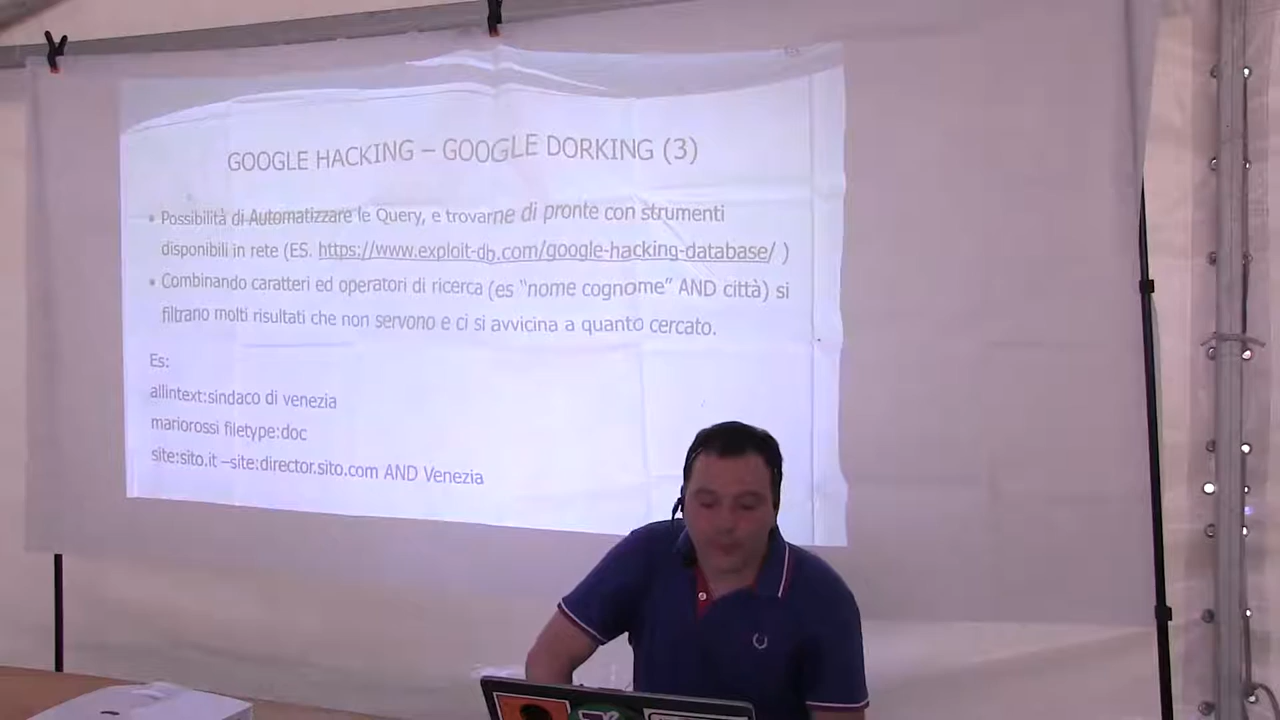 GOOGLE HACKING – GOOGLE DORKING (3)
• Possibilità di Automatizzare le Query, e trovarne di pronte con strumenti
disponibili in rete (ES. https://www.exploit-db.com/google-hacking-database/ )
• Combinando caratteri ed operatori di ricerca (es “nome cognome” AND città) si
filtrano molti risultati che non servono e ci si avvicina a quanto cercato.
Es:
allintext:sindaco di venezia
mariorossi filetype:doc
site:sito.it –site:director.sito.com AND Venezia